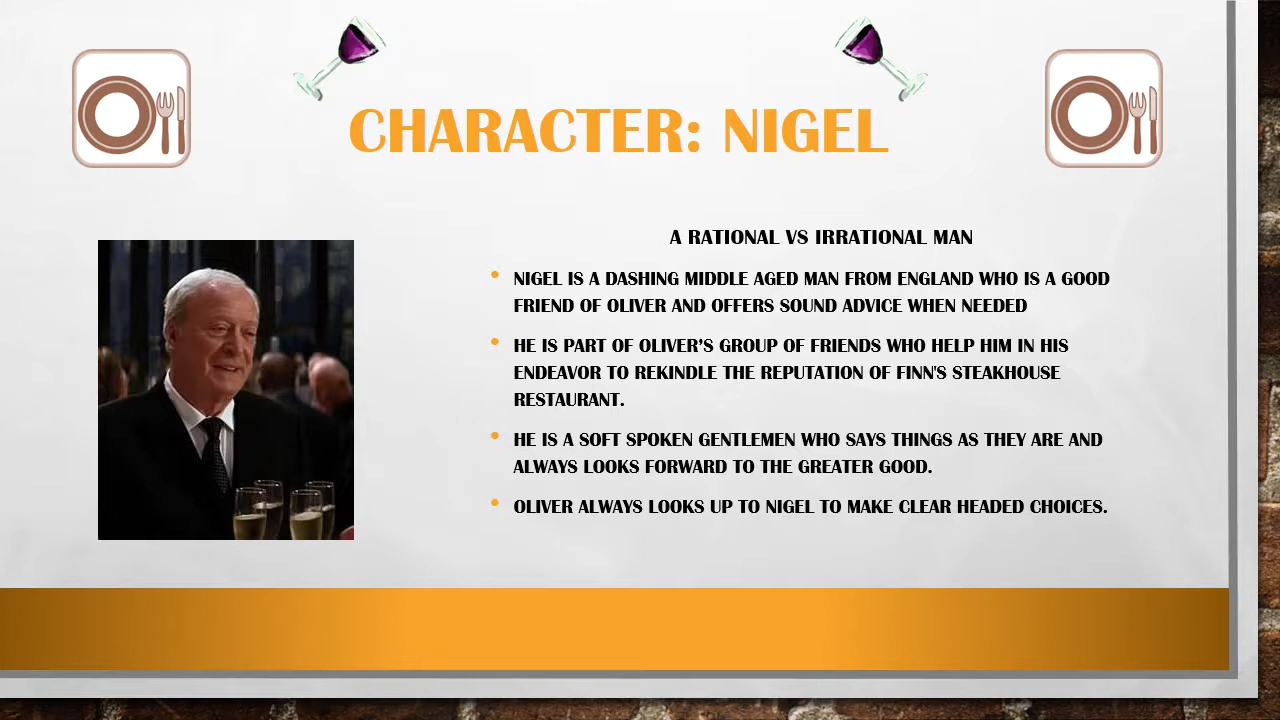 CHARACTER: NIGEL
A RATIONAL VS IRRATIONAL MAN
• NIGEL IS A DASHING MIDDLE AGED MAN FROM ENGLAND WHO IS A GOOD
FRIEND OF OLIVER AND OFFERS SOUND ADVICE WHEN NEEDED
• HE IS PART OF OLIVER’S GROUP OF FRIENDS WHO HELP HIM IN HIS
ENDEAVOR TO REKINDLE THE REPUTATION OF FINN'S STEAKHOUSE
RESTAURANT.
• HE IS A SOFT SPOKEN GENTLEMEN WHO SAYS THINGS AS THEY ARE AND
ALWAYS LOOKS FORWARD TO THE GREATER GOOD.
• OLIVER ALWAYS LOOKS UP TO NIGEL TO MAKE CLEAR HEADED CHOICES.